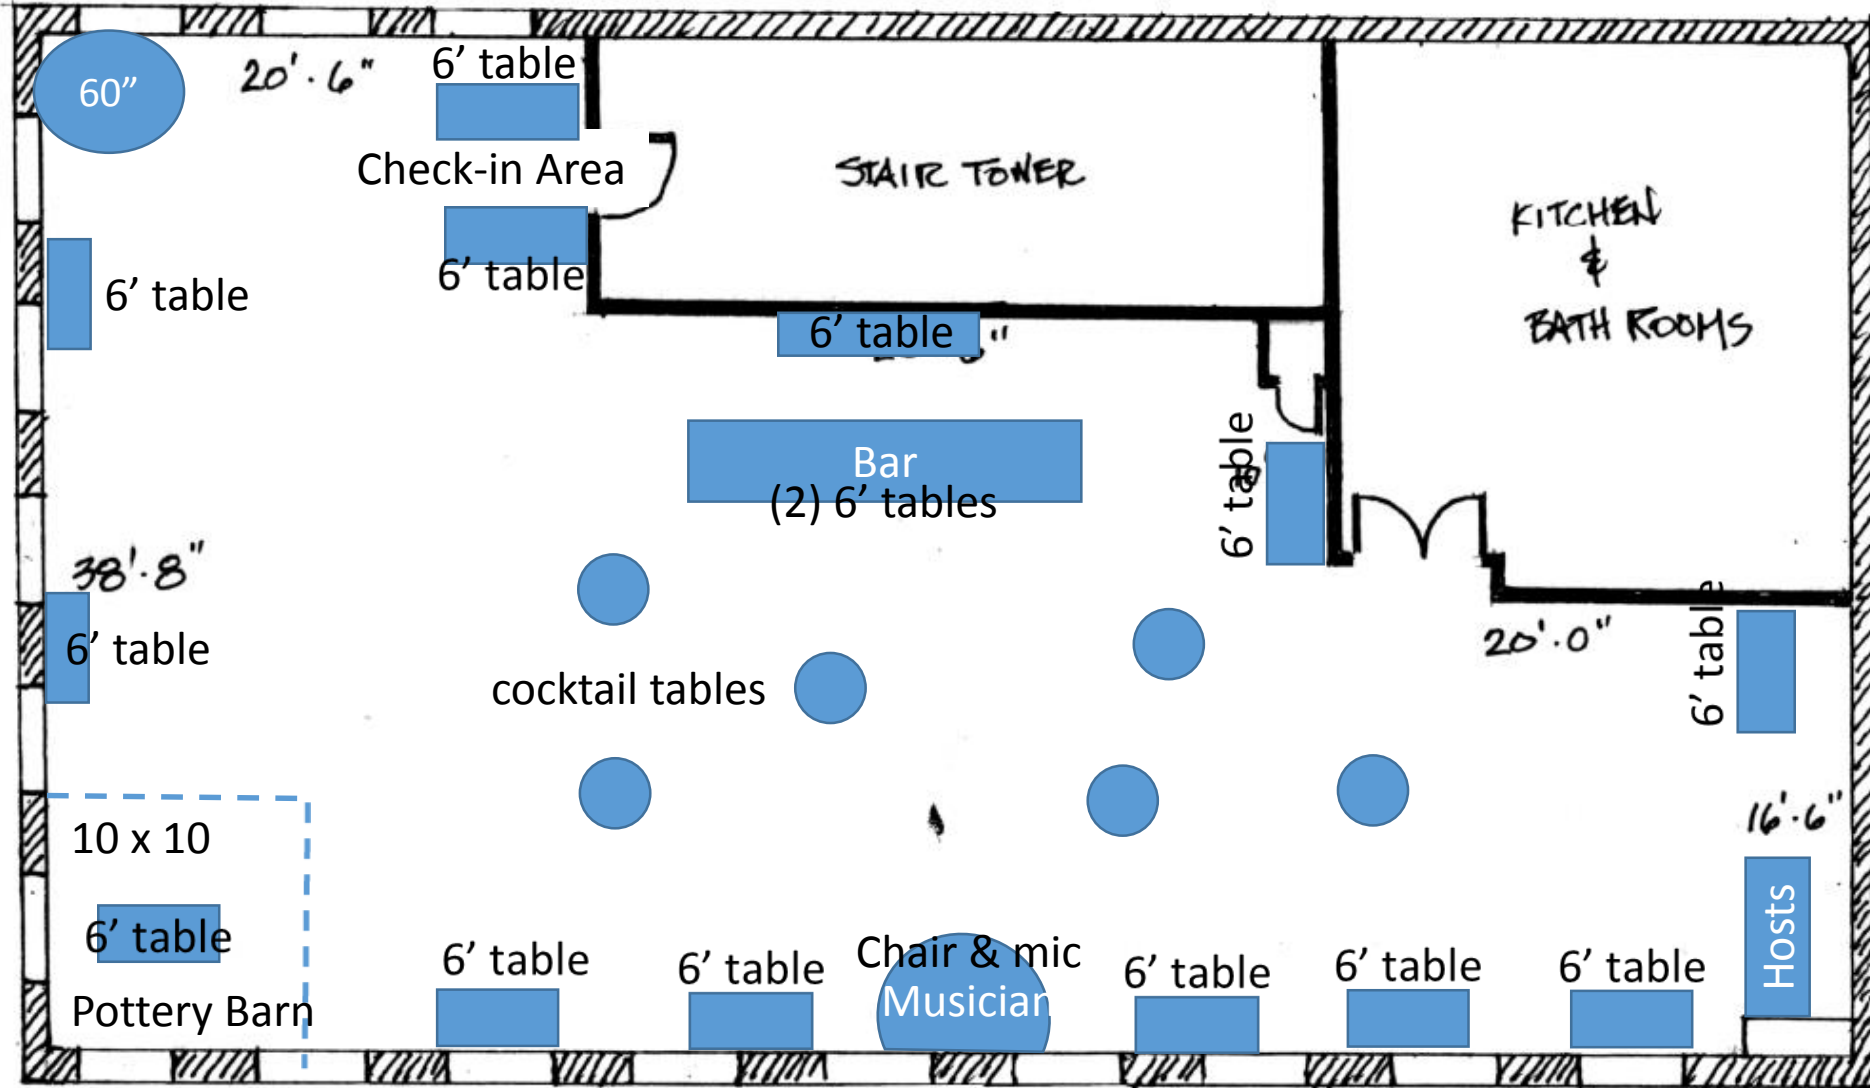 60”
20'·6"
6’ table
Check-in Area
6’ table
STAIR TOWER
KITCHEN
&
BATH ROOMS
6’ table
6’ table
Bar
(2) 6’ tables
6’ table
38'·8"
6’ table
cocktail tables
20'·0"
6’ table
16'·6"
10 x 10
6’ table
Pottery Barn
6’ table
6’ table
Chair & mic
Musician
6’ table
6’ table
6’ table
Hosts